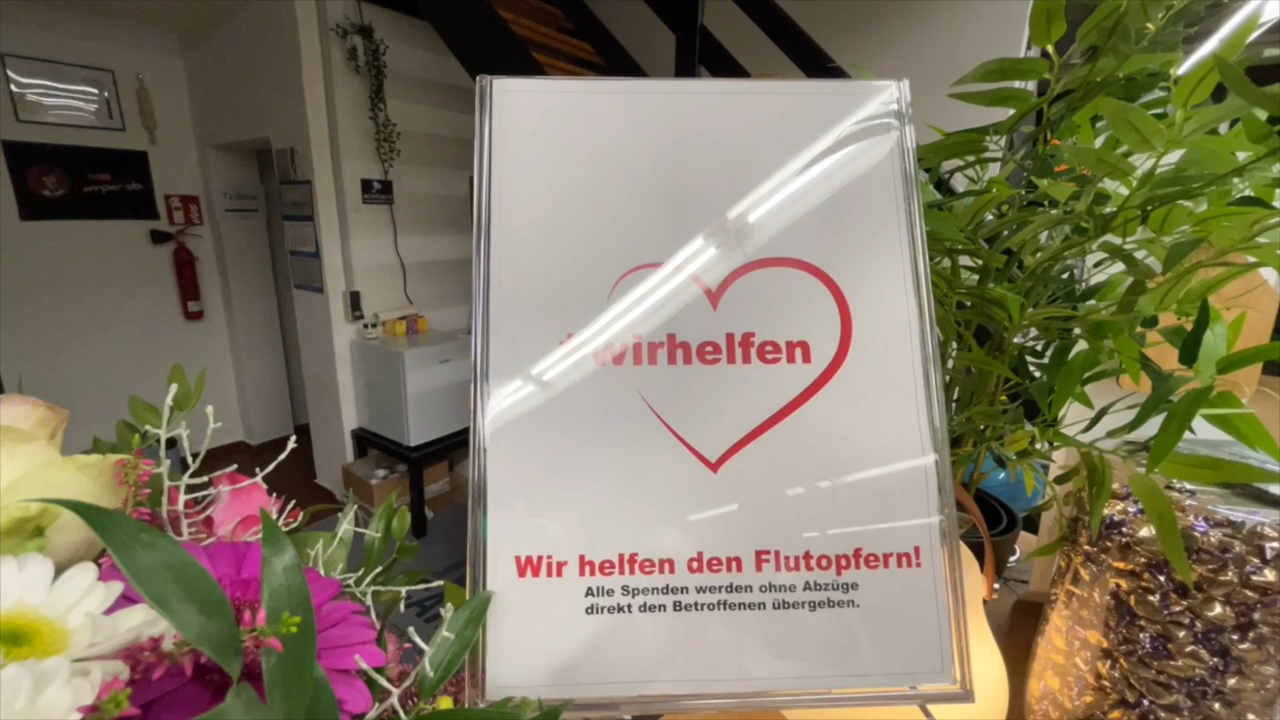 #wirhelfen
Wir helfen den Flutopfern!
Alle Spenden werden ohne Abzüge
direkt den Betroffenen übergeben.